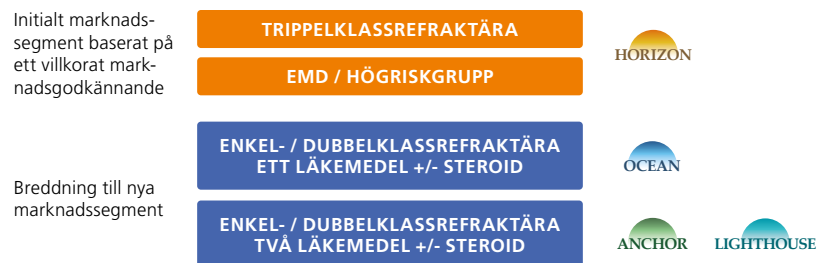 Initialt marknads-
segment baserat på
ett villkorat mark-
nadsgodkännande
TRIPPELKLASSREFRAKTÄRA
EMD / HÖGRISKGRUPP
HORIZON
Breddning till nya
marknadssegment
ENKEL- / DUBBELKLASSREFRAKTÄRA
ETT LÄKEMEDEL +/- STEROID
OCEAN
ENKEL- / DUBBELKLASSREFRAKTÄRA
TVÅ LÄKEMEDEL +/- STEROID
ANCHOR
LIGHTHOUSE